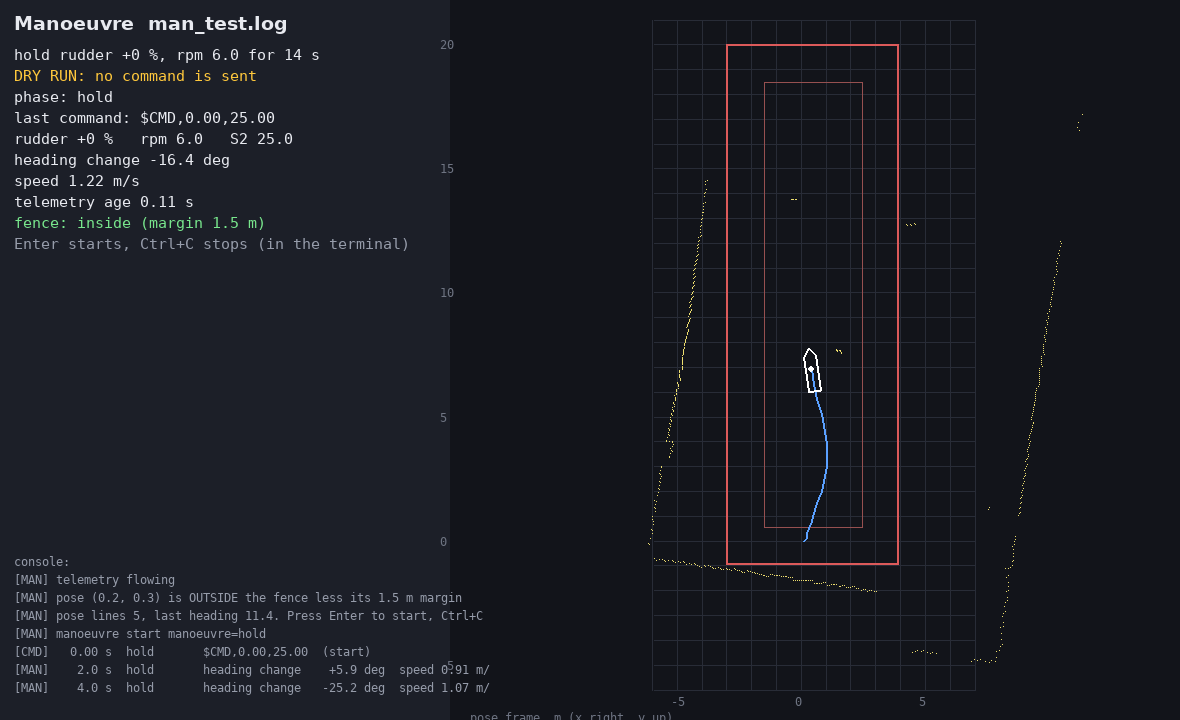 Manoeuvre  man_test.log
hold rudder +0 %, rpm 6.0 for 14 s
DRY RUN: no command is sent
phase: hold
last command: $CMD,0.00,25.00
rudder +0 %   rpm 6.0   S2 25.0
heading change -16.4 deg
speed 1.22 m/s
telemetry age 0.11 s
fence: inside (margin 1.5 m)
Enter starts, Ctrl+C stops (in the terminal)
20
15
10
5
0
console:
[MAN] telemetry flowing
[MAN] pose (0.2, 0.3) is OUTSIDE the fence less its 1.5 m margin
[MAN] pose lines 5, last heading 11.4. Press Enter to start, Ctrl+C
[MAN] manoeuvre start manoeuvre=hold
[CMD]   0.00 s  hold       $CMD,0.00,25.00  (start)
[MAN]    2.0 s  hold       heading change    +5.9 deg  speed 0.91 m/
[MAN]    4.0 s  hold       heading change   -25.2 deg  speed 1.07 m/
-5
0
5
pose frame, m (x right, y up)